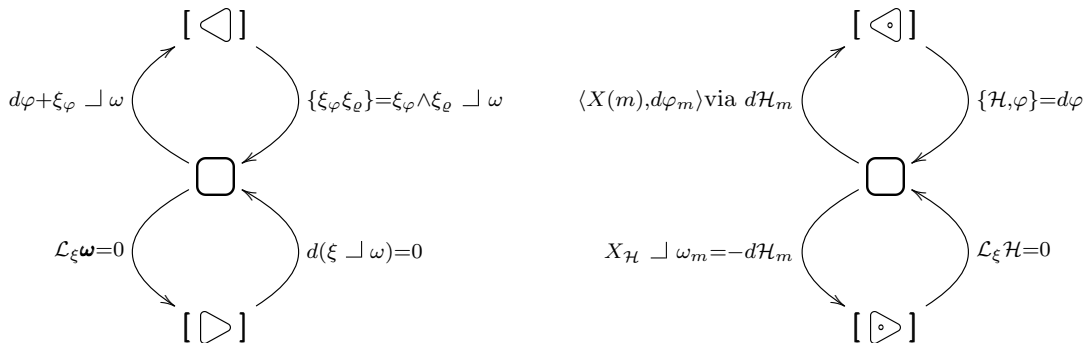 [ ◁ ] [ ◁ ]
dφ+ξ_φ ⌟ ω {ξ_φξ_ϱ}=ξ_φ∧ξ_ϱ ⌟ ω ⟨X(m),dφ_m⟩via dℋ_m {ℋ,φ}=dφ
ℒ_ξ𝝎=0 d(ξ ⌟ ω)=0 X_ℋ ⌟ ω_m=−dℋ_m ℒ_ξℋ=0
[ ▷ ] [ ▷ ]